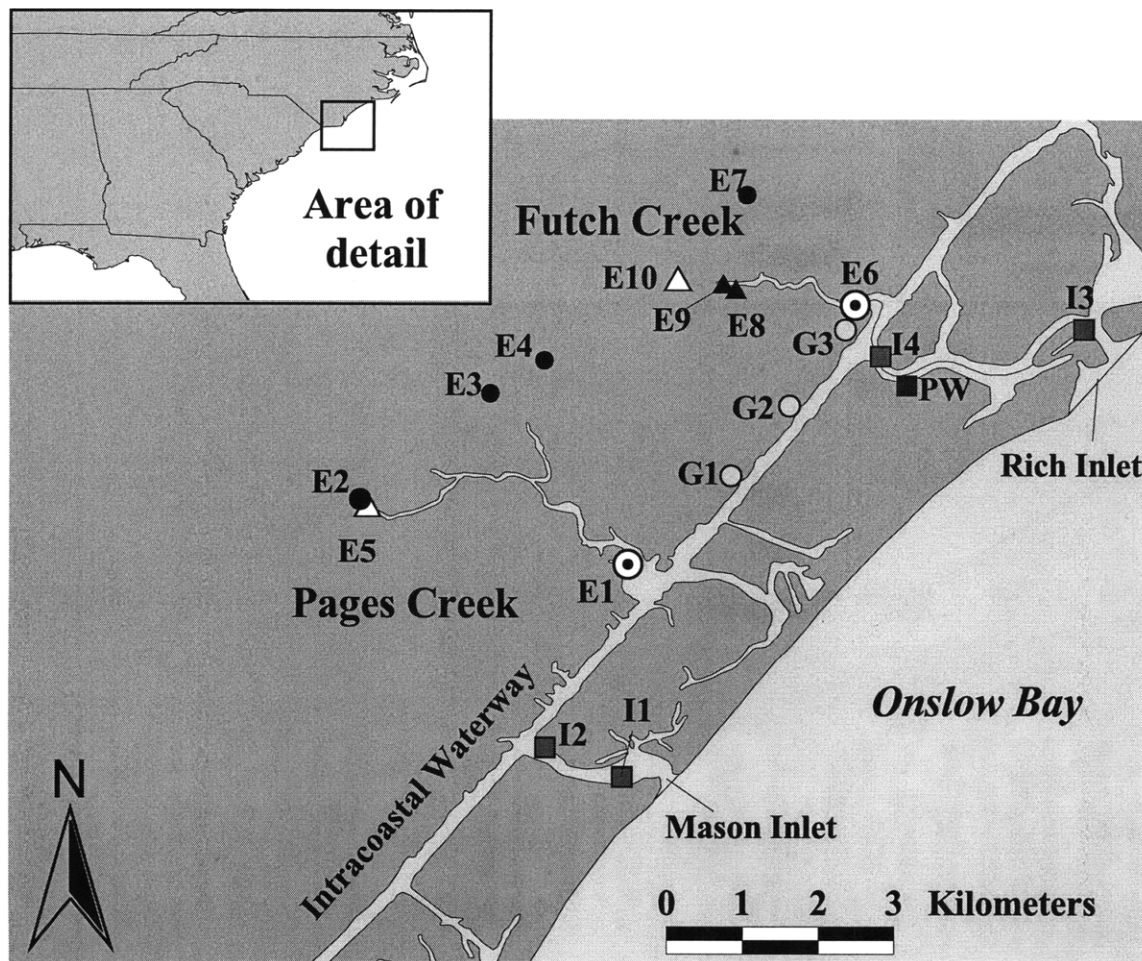 Area of
detail
E7
Futch Creek
E10
E6
E9
E8
I3
G3
I4
E4
PW
E3
G2
Rich Inlet
G1
E2
E5
E1
Pages Creek
Onslow Bay
I1
I2
Intracoastal Waterway
N
Mason Inlet
0 1 2 3 Kilometers